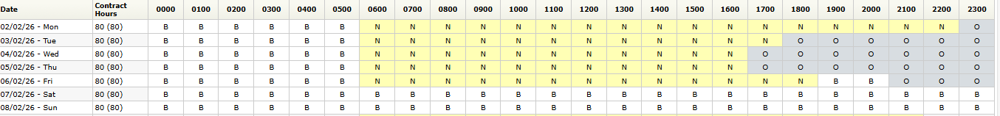 Date Contract Hours 0000 0100 0200 0300 0400 0500 0600 0700 0800 0900 1000 1100 1200 1300 1400 1500 1600 1700 1800 1900 2000 2100 2200 2300
02/02/26 - Mon 80 (80) B B B B B B N N N N N N N N N N N N N N N N N O
03/02/26 - Tue 80 (80) B B B B B B N N N N N N N N N N N N O O O O O O
04/02/26 - Wed 80 (80) B B B B B B N N N N N N N N N N N O O O O O O O
05/02/26 - Thu 80 (80) B B B B B B N N N N N N N N N N N O O O O O O O
06/02/26 - Fri 80 (80) B B B B B B N N N N N N N N N N N N N B B O O O
07/02/26 - Sat 80 (80) B B B B B B B B B B B B B B B B B B B B B B B B
08/02/26 - Sun 80 (80) B B B B B B B B B B B B B B B B B B B B B B B B